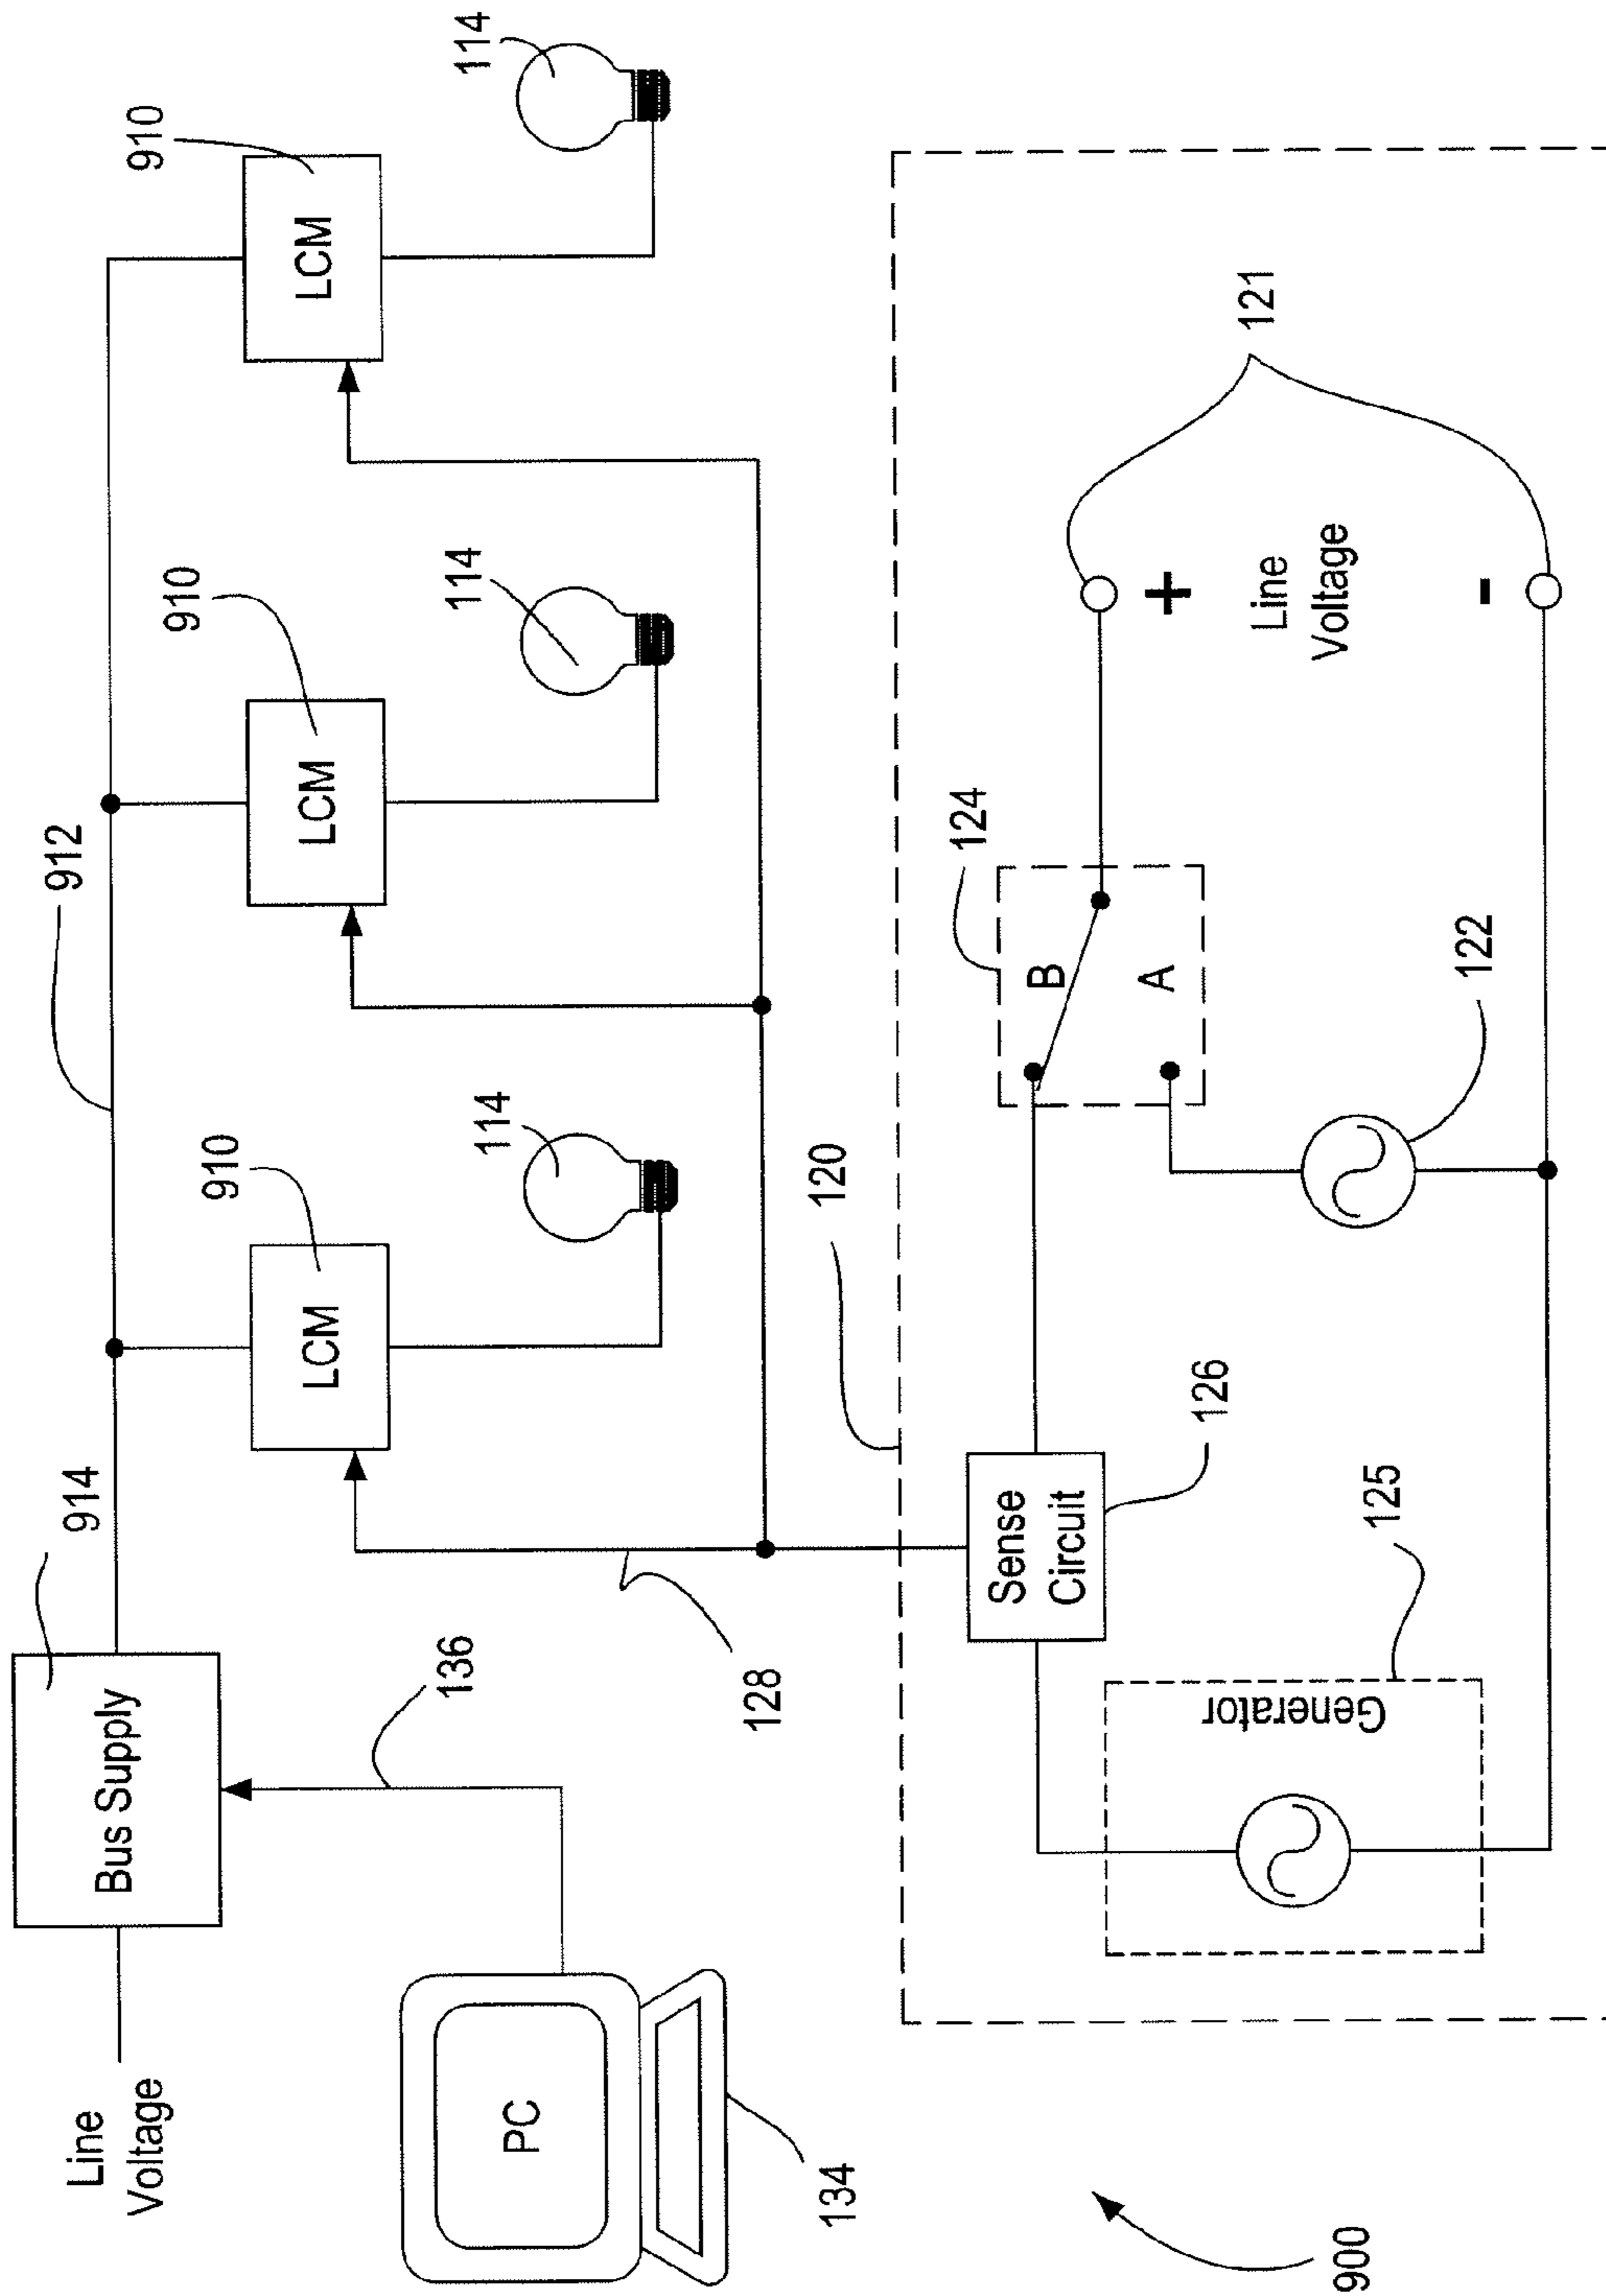 Line
Voltage
Bus Supply
914
912
910
LCM
114
910
LCM
114
910
LCM
114
PC
134
136
128
120
Sense
Circuit
126
Generator
125
124
B
A
122
+
Line
Voltage
-
121
900